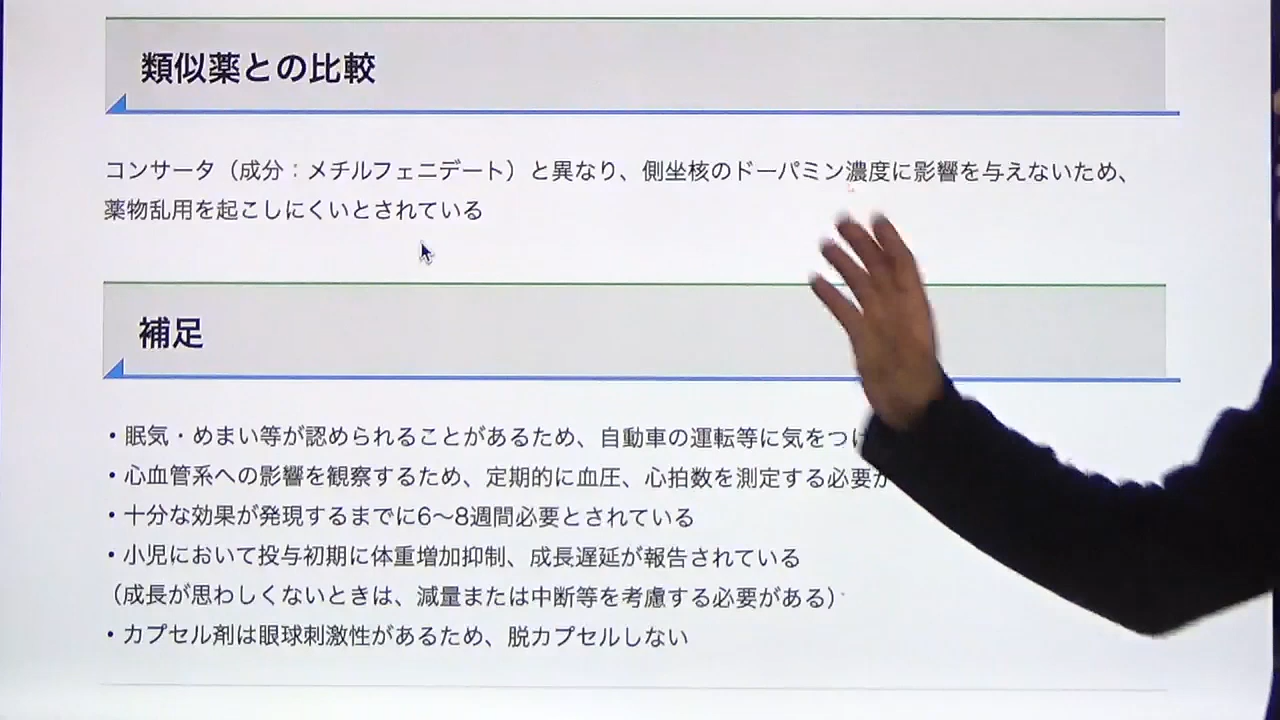 類似薬との比較
コンサータ（成分：メチルフェニデート）と異なり、側坐核のドーパミン濃度に影響を与えないため、
薬物乱用を起こしにくいとされている
補足
・眠気・めまい等が認められることがあるため、自動車の運転等に気をつけ
・心血管系への影響を観察するため、定期的に血圧、心拍数を測定する必要が
・十分な効果が発現するまでに6〜8週間必要とされている
・小児において投与初期に体重増加抑制、成長遅延が報告されている
（成長が思わしくないときは、減量または中断等を考慮する必要がある）
・カプセル剤は眼球刺激性があるため、脱カプセルしない